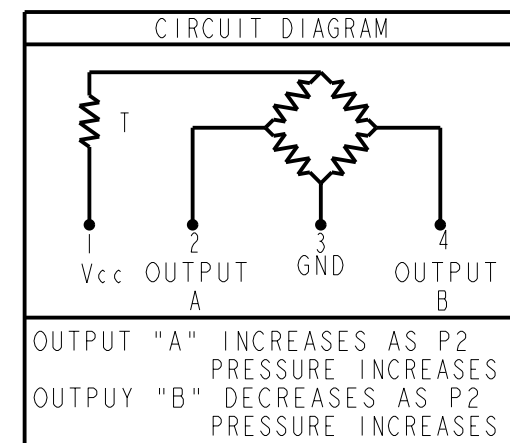 CIRCUIT DIAGRAM
T
1 2 3 4
Vcc OUTPUT A GND OUTPUT B
OUTPUT "A" INCREASES AS P2
PRESSURE INCREASES
OUTPUY "B" DECREASES AS P2
PRESSURE INCREASES